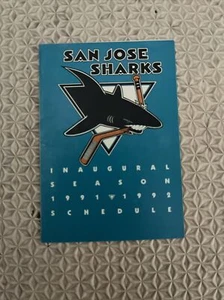 SAN JOSE
SHARKS
INAUGURAL
SEASON
1991 1992
SCHEDULE